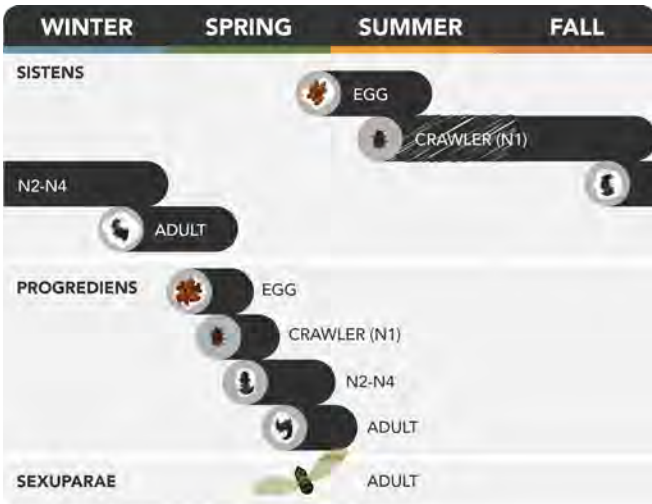 WINTER SPRING SUMMER FALL
SISTENS
EGG
CRAWLER (N1)
N2-N4
ADULT
PROGREDIENS EGG
CRAWLER (N1)
N2-N4
ADULT
SEXUPARAE ADULT